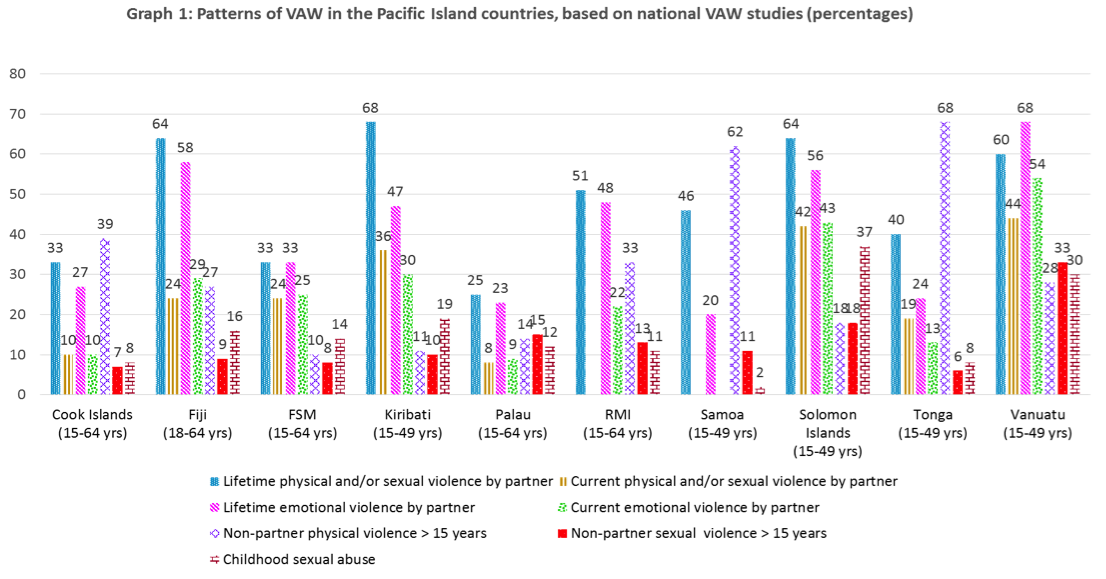 Graph 1: Patterns of VAW in the Pacific Island countries, based on national VAW studies (percentages)
80
70
60
50
40
30
20
10
0
33
10
27
10
39
7
8
64
24
58
29
27
9
16
33
24
33
25
10
8
14
68
36
47
30
11
10
19
25
8
23
9
14
15
12
51
48
22
33
13
11
46
20
62
11
2
64
42
56
43
18
18
37
40
19
24
13
68
6
8
60
44
68
54
28
33
30
Cook Islands
(15-64 yrs)
Fiji
(18-64 yrs)
FSM
(15-64 yrs)
Kiribati
(15-49 yrs)
Palau
(15-64 yrs)
RMI
(15-64 yrs)
Samoa
(15-49 yrs)
Solomon
Islands
(15-49 yrs)
Tonga
(15-49 yrs)
Vanuatu
(15-49 yrs)
Lifetime physical and/or sexual violence by partner
Current physical and/or sexual violence by partner
Lifetime emotional violence by partner
Current emotional violence by partner
Non-partner physical violence > 15 years
Non-partner sexual violence > 15 years
Childhood sexual abuse